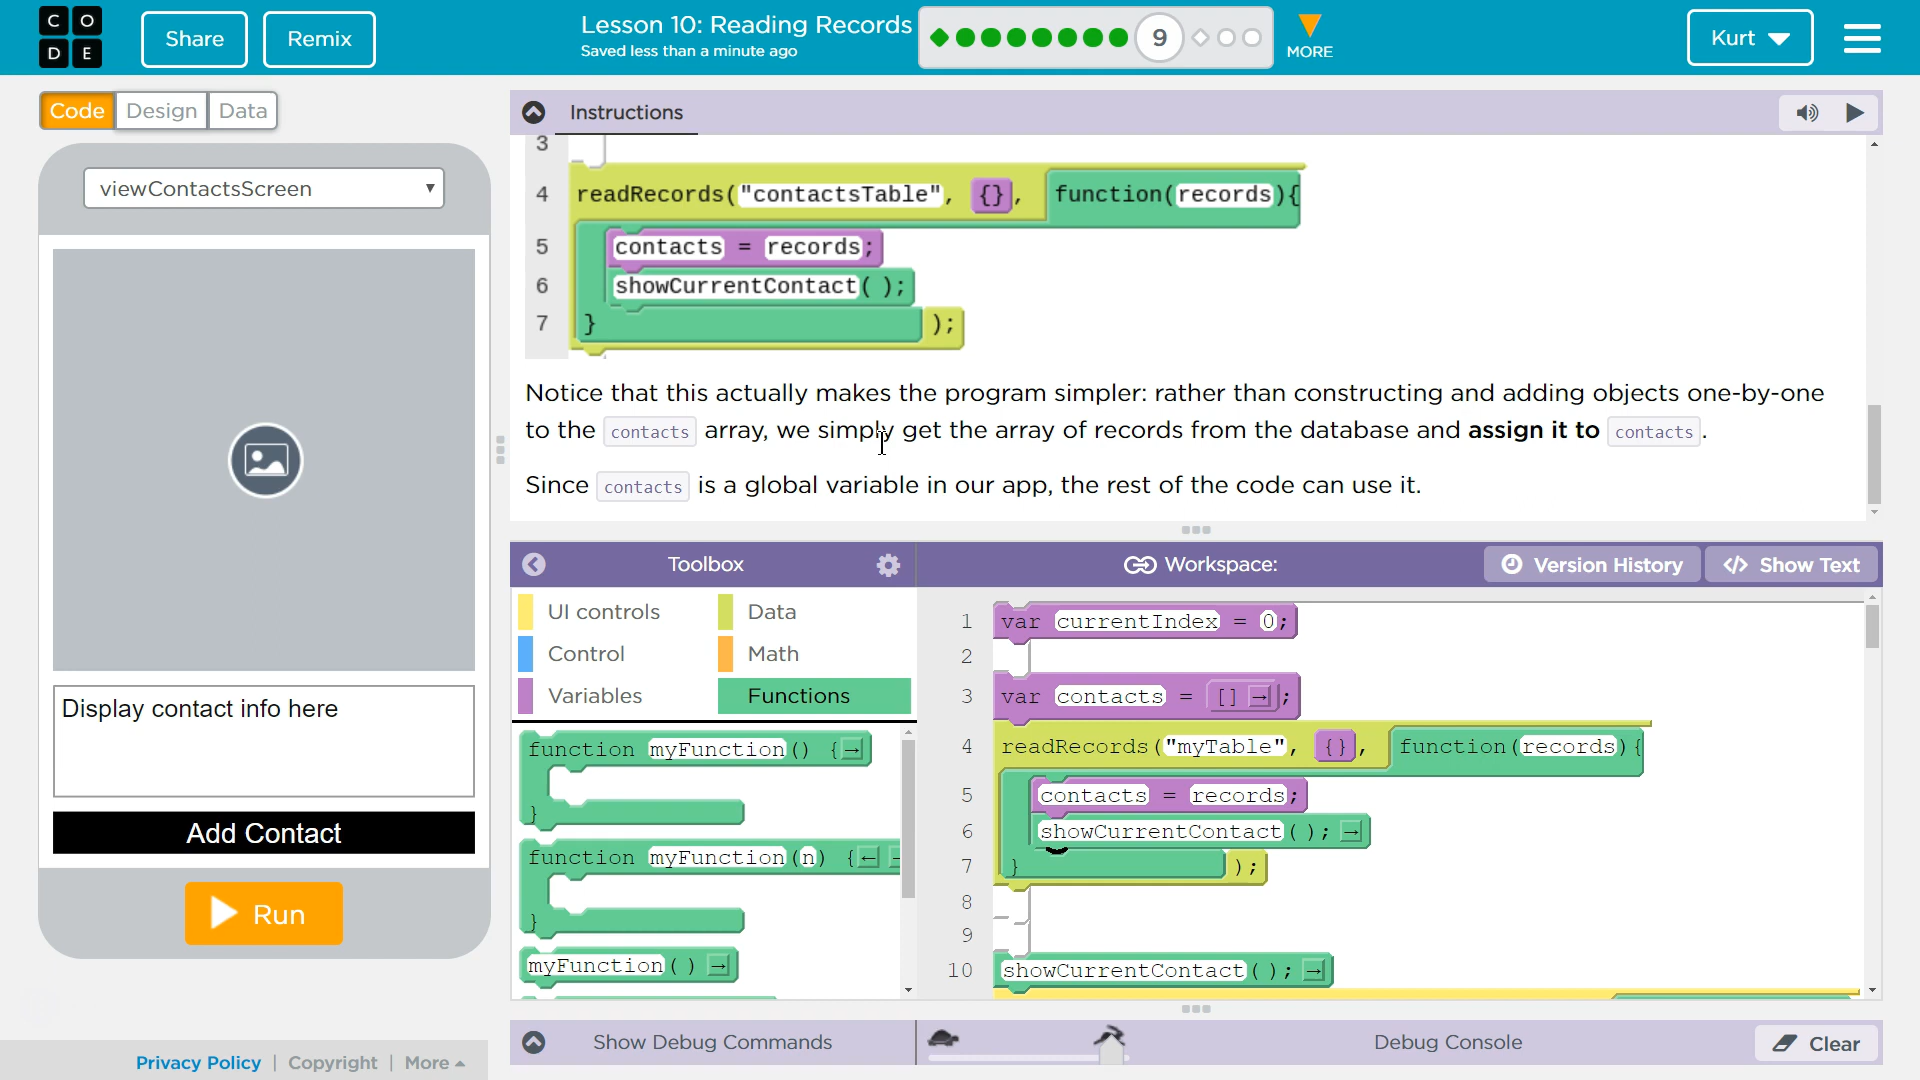 C O
D E
Share
Remix
Lesson 10: Reading Records
Saved less than a minute ago
9
MORE
Kurt
Code
Design
Data
viewContactsScreen
Display contact info here
Add Contact
Run
Instructions
3
4 readRecords("contactsTable", {}, function(records){
5 contacts = records;
6 showCurrentContact( );
7 } );
Notice that this actually makes the program simpler: rather than constructing and adding objects one-by-one
to the contacts array, we simply get the array of records from the database and assign it to contacts.
Since contacts is a global variable in our app, the rest of the code can use it.
Toolbox
Workspace:
Version History
</> Show Text
UI controls
Data
Control
Math
Variables
Functions
function myFunction() {→
}
function myFunction(n) {←
}
myFunction() →
1 var currentIndex = 0;
2
3 var contacts = [] →;
4 readRecords("myTable", {}, function(records){
5 contacts = records;
6 showCurrentContact( ); →
7 } );
8
9
10 showCurrentContact( ); →
Show Debug Commands
Debug Console
Clear
Privacy Policy | Copyright | More